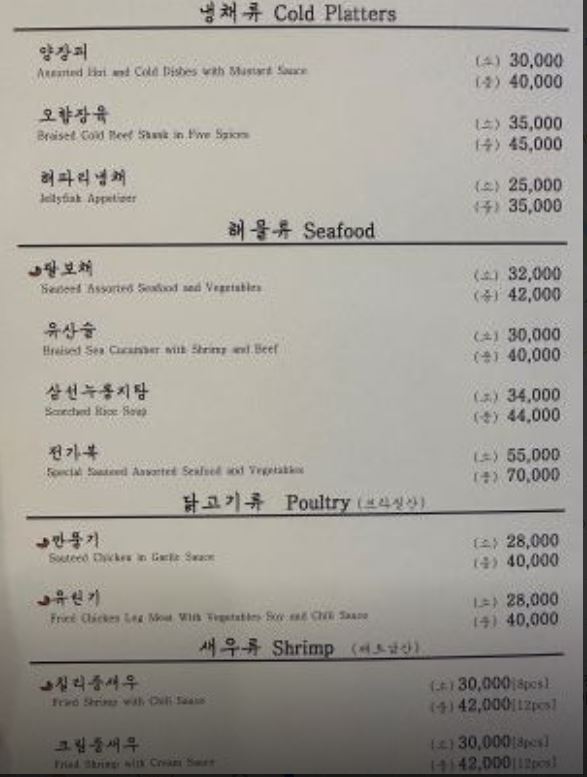 냉채류 Cold Platters
양장피 (소) 30,000
Assorted Hot and Cold Dishes with Mustard Sauce (중) 40,000
오향장육 (소) 35,000
Braised Cold Beef Shank in Five Spices (중) 45,000
해파리냉채 (소) 25,000
Jellyfish Appetizer (중) 35,000
해물류 Seafood
팔보채 (소) 32,000
Sauteed Assorted Seafood and Vegetables (중) 42,000
유산슬 (소) 30,000
Braised Sea Cucumber with Shrimp and Beef (중) 40,000
삼선누룽지탕 (소) 34,000
Scorched Rice Soup (중) 44,000
전가복 (소) 55,000
Special Sauteed Assorted Seafood and Vegetables (중) 70,000
닭고기류 Poultry (브라질산)
깐풍기 (소) 28,000
Sauteed Chicken in Garlic Sauce (중) 40,000
유린기 (소) 28,000
Fried Chicken Leg Meat With Vegetables Soy and Chili Sauce (중) 40,000
새우류 Shrimp (베트남산)
칠리중새우 (소) 30,000[8pcs]
Fried Shrimp with Chili Sauce (중) 42,000[12pcs]
크림중새우 (소) 30,000[8pcs]
Fried Shrimp with Cream Sauce (중) 42,000[12pcs]